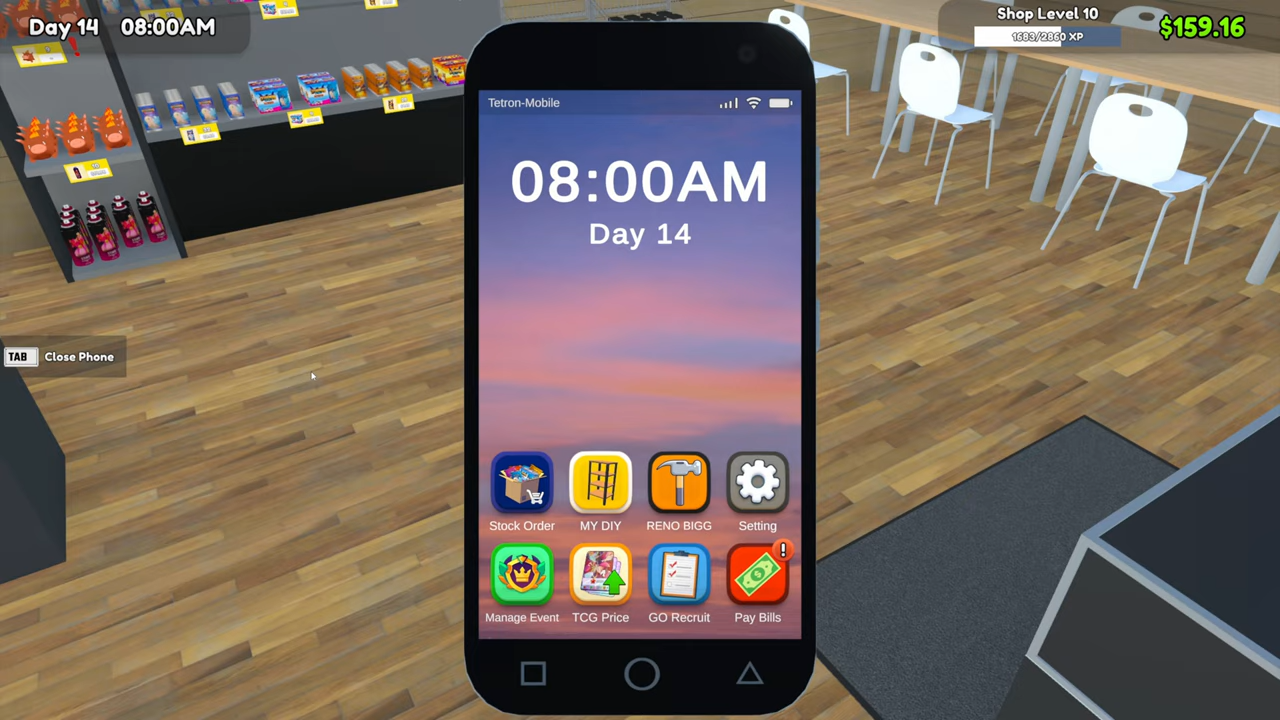 Day 14 08:00AM
Shop Level 10
1683/2860 XP
$159.16
Tetron-Mobile
08:00AM
Day 14
TAB Close Phone
Stock Order MY DIY RENO BIGG Setting
Manage Event TCG Price GO Recruit Pay Bills